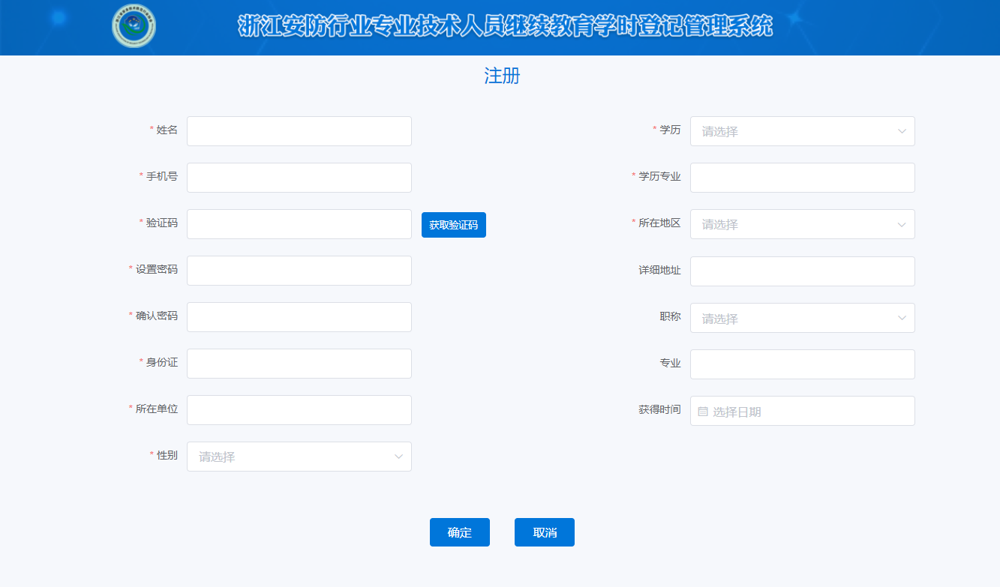 浙江安防行业专业技术人员继续教育学时登记管理系统
注册
* 姓名
* 手机号
* 验证码 获取验证码
* 设置密码
* 确认密码
* 身份证
* 所在单位
* 性别 请选择
* 学历 请选择
* 学历专业
* 所在地区 请选择
详细地址
职称 请选择
专业
获得时间 选择日期
确定 取消